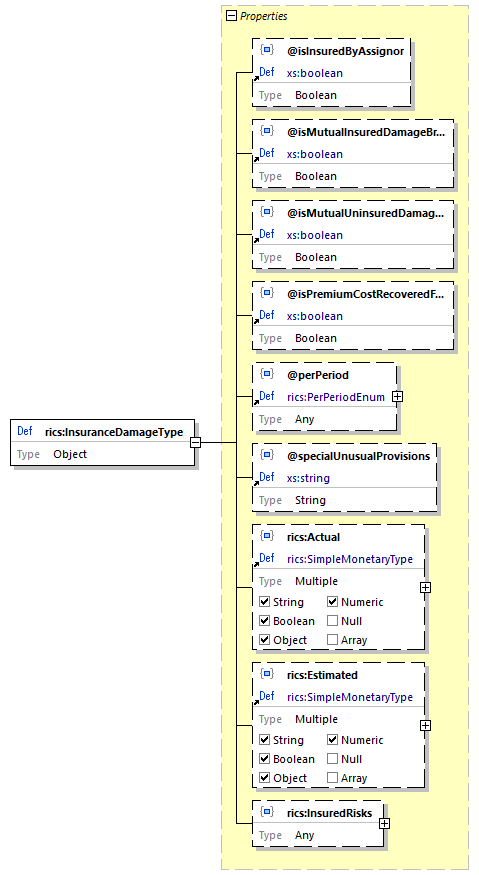 Properties
@isInsuredByAssignor
Def xs:boolean
Type Boolean
@isMutualInsuredDamageBr...
Def xs:boolean
Type Boolean
@isMutualUninsuredDamag...
Def xs:boolean
Type Boolean
@isPremiumCostRecoveredF...
Def xs:boolean
Type Boolean
@perPeriod
Def rics:PerPeriodEnum
Type Any
Def rics:InsuranceDamageType
Type Object
@specialUnusualProvisions
Def xs:string
Type String
rics:Actual
Def rics:SimpleMonetaryType
Type Multiple
String Numeric
Boolean Null
Object Array
rics:Estimated
Def rics:SimpleMonetaryType
Type Multiple
String Numeric
Boolean Null
Object Array
rics:InsuredRisks
Type Any